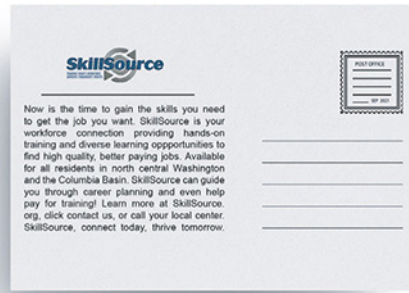 SkillSource
Now is the time to gain the skills you need
to get the job you want. SkillSource is your
workforce connection providing hands-on
training and diverse learning oppportunities to
find high quality, better paying jobs. Available
for all residents in north central Washington
and the Columbia Basin. SkillSource can guide
you through career planning and even help
pay for training! Learn more at SkillSource.
org, click contact us, or call your local center.
SkillSource, connect today, thrive tomorrow.
POST OFFICE
SEP 2021